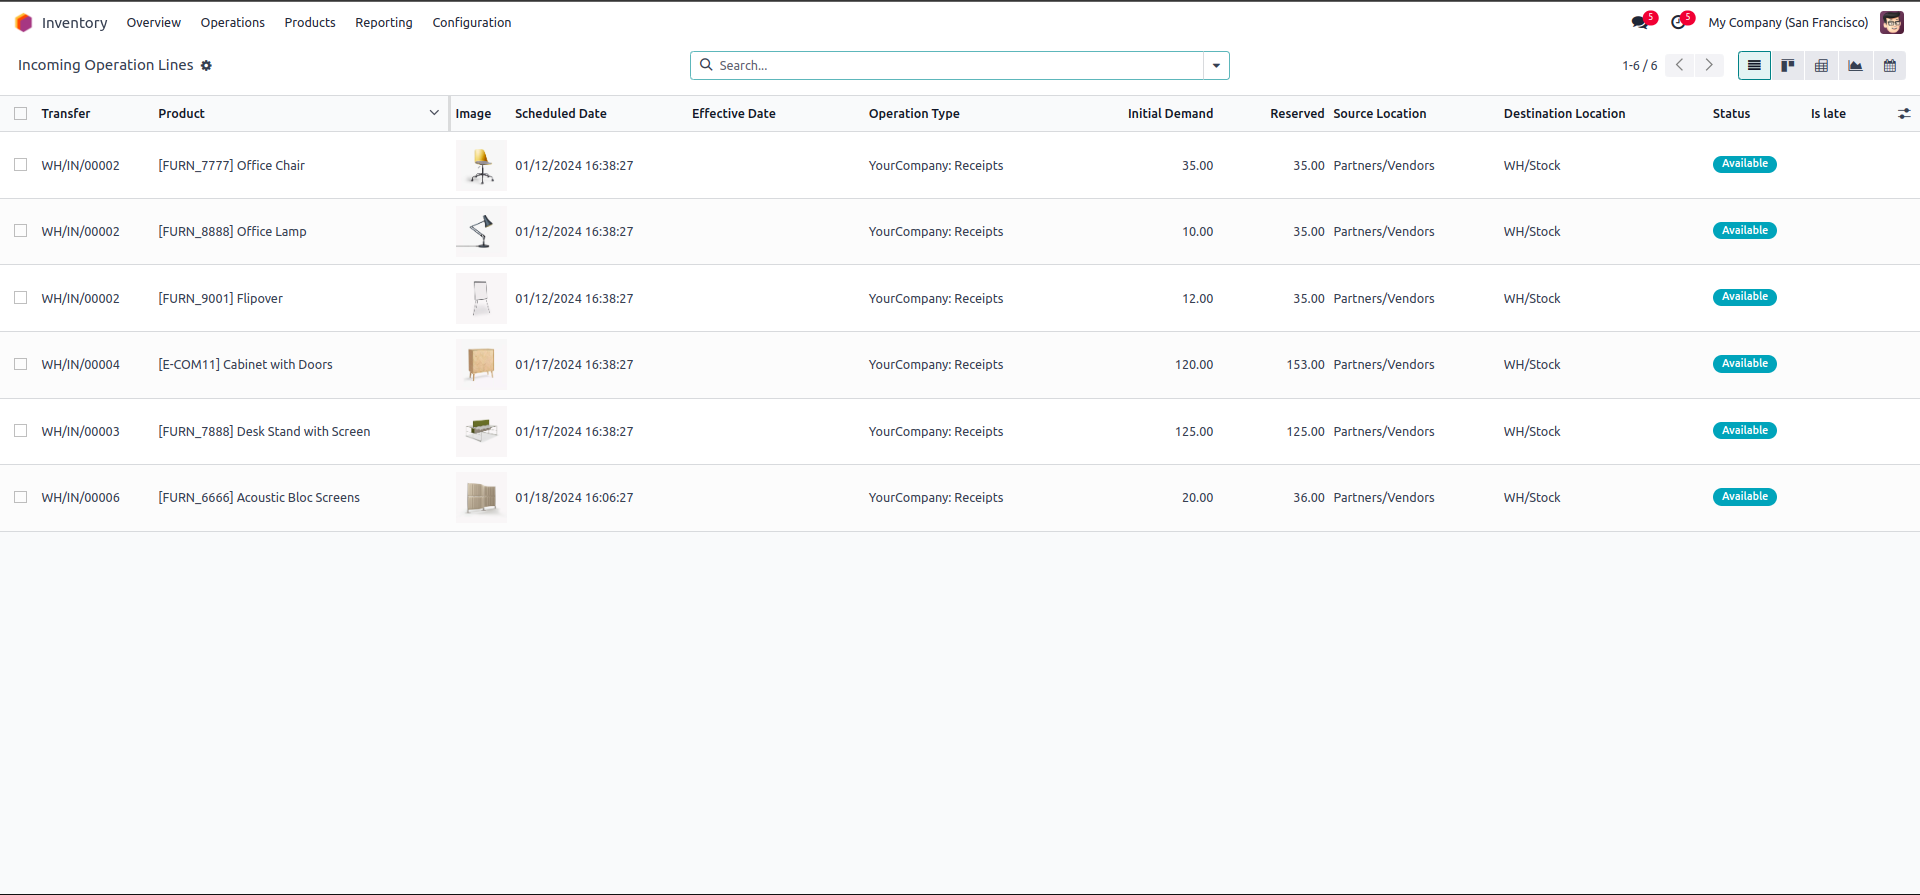 Inventory Overview Operations Products Reporting Configuration 5 5 My Company (San Francisco)
Incoming Operation Lines Search... 1-6 / 6
Transfer Product Image Scheduled Date Effective Date Operation Type Initial Demand Reserved Source Location Destination Location Status Is late
WH/IN/00002 [FURN_7777] Office Chair 01/12/2024 16:38:27 YourCompany: Receipts 35.00 35.00 Partners/Vendors WH/Stock Available
WH/IN/00002 [FURN_8888] Office Lamp 01/12/2024 16:38:27 YourCompany: Receipts 10.00 35.00 Partners/Vendors WH/Stock Available
WH/IN/00002 [FURN_9001] Flipover 01/12/2024 16:38:27 YourCompany: Receipts 12.00 35.00 Partners/Vendors WH/Stock Available
WH/IN/00004 [E-COM11] Cabinet with Doors 01/17/2024 16:38:27 YourCompany: Receipts 120.00 153.00 Partners/Vendors WH/Stock Available
WH/IN/00003 [FURN_7888] Desk Stand with Screen 01/17/2024 16:38:27 YourCompany: Receipts 125.00 125.00 Partners/Vendors WH/Stock Available
WH/IN/00006 [FURN_6666] Acoustic Bloc Screens 01/18/2024 16:06:27 YourCompany: Receipts 20.00 36.00 Partners/Vendors WH/Stock Available